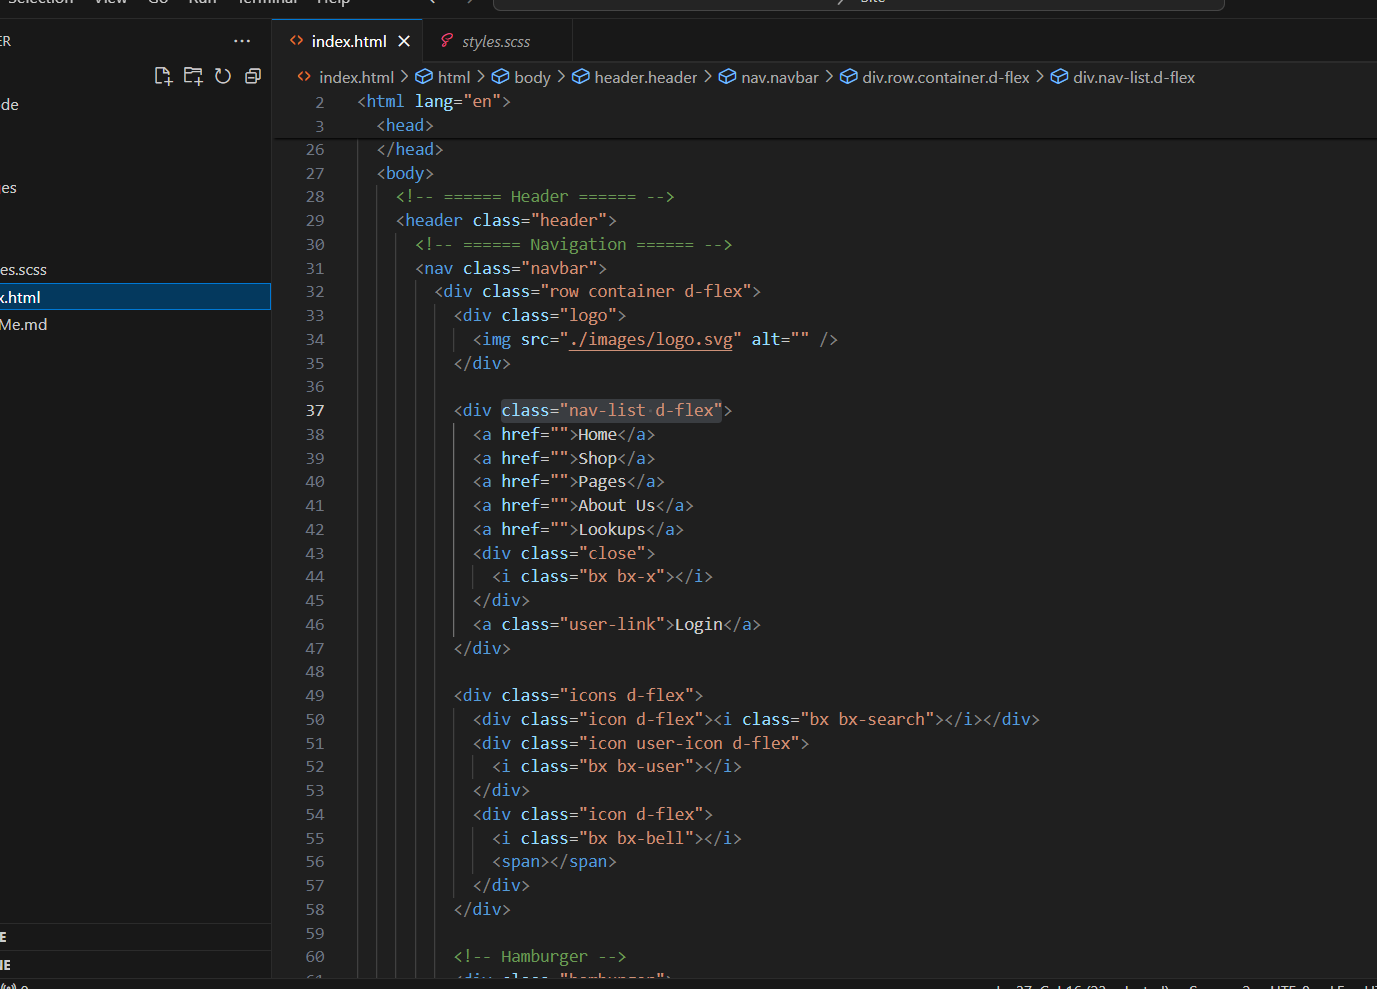 Selection View Go Run Terminal Help
Site
ER
index.html
styles.scss
index.html > html > body > header.header > nav.navbar > div.row.container.d-flex > div.nav-list.d-flex
de
es
es.scss
x.html
Me.md
E
NE
2 <html lang="en">
3 <head>
26 </head>
27 <body>
28 <!-- ====== Header ====== -->
29 <header class="header">
30 <!-- ====== Navigation ====== -->
31 <nav class="navbar">
32 <div class="row container d-flex">
33 <div class="logo">
34 <img src="./images/logo.svg" alt="" />
35 </div>
36
37 <div class="nav-list d-flex">
38 <a href="">Home</a>
39 <a href="">Shop</a>
40 <a href="">Pages</a>
41 <a href="">About Us</a>
42 <a href="">Lookups</a>
43 <div class="close">
44 <i class="bx bx-x"></i>
45 </div>
46 <a class="user-link">Login</a>
47 </div>
48
49 <div class="icons d-flex">
50 <div class="icon d-flex"><i class="bx bx-search"></i></div>
51 <div class="icon user-icon d-flex">
52 <i class="bx bx-user"></i>
53 </div>
54 <div class="icon d-flex">
55 <i class="bx bx-bell"></i>
56 <span></span>
57 </div>
58 </div>
59
60 <!-- Hamburger -->
61 <div class="hamburger">